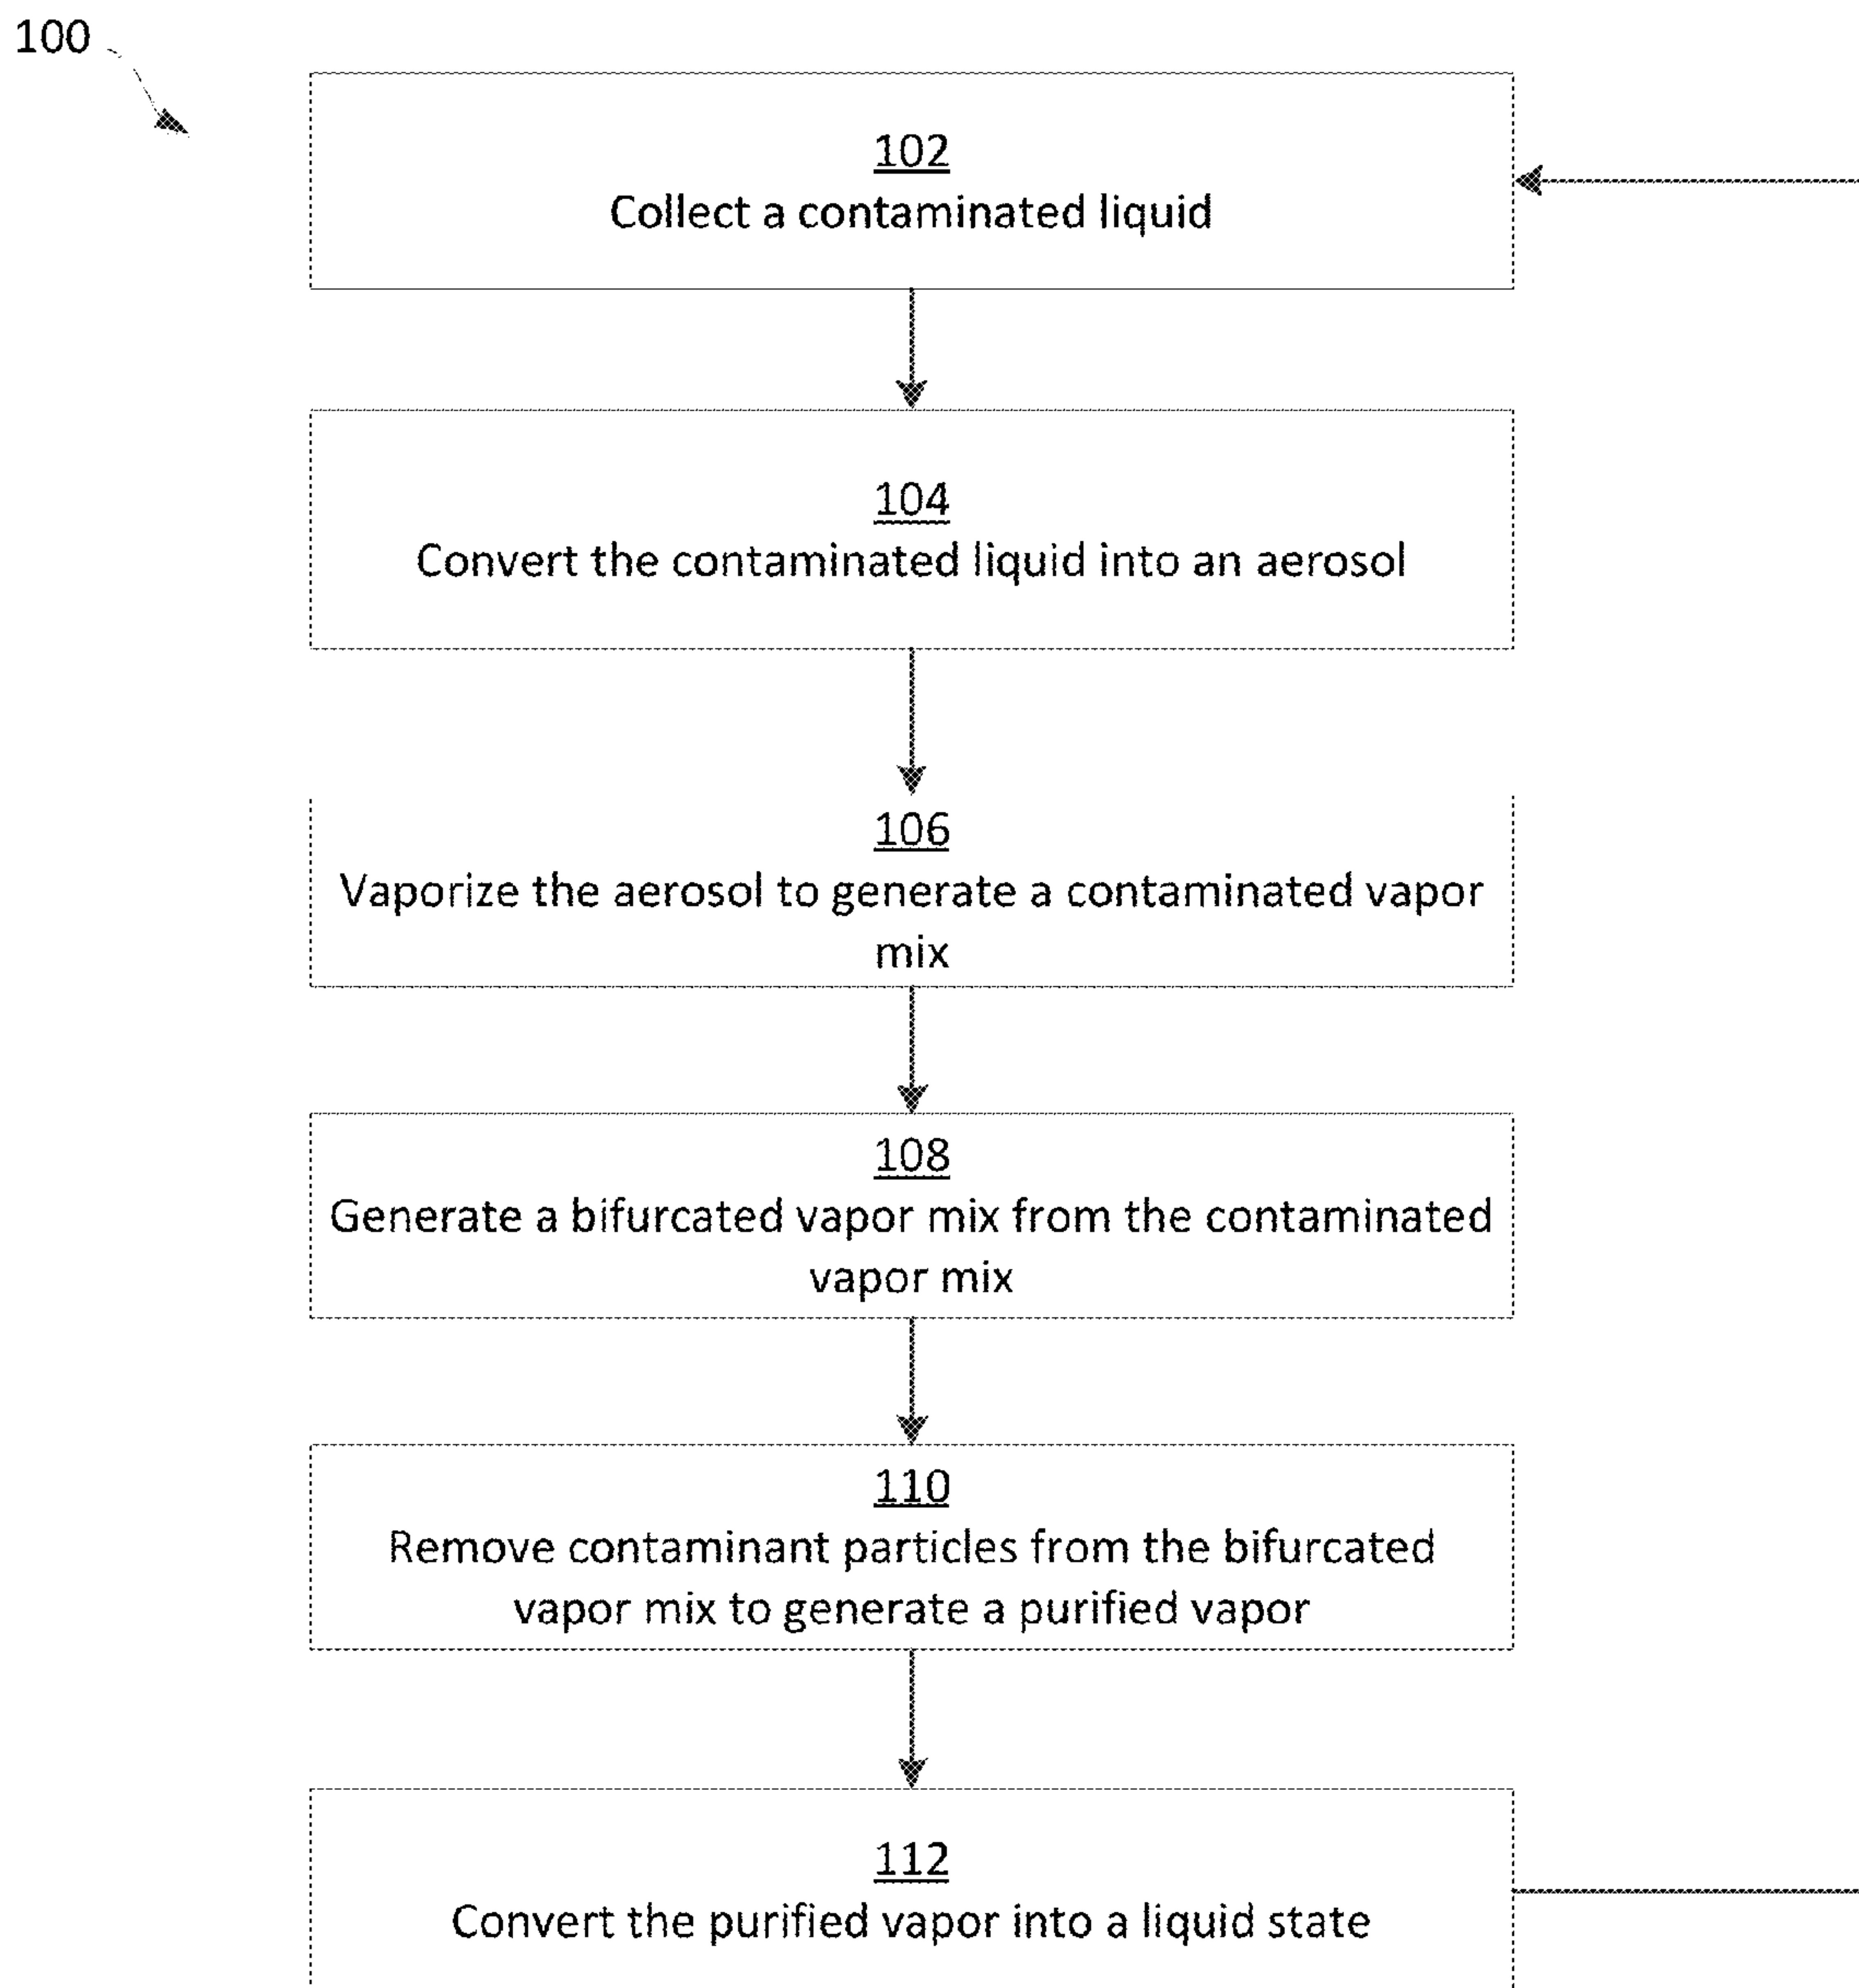 100
102
Collect a contaminated liquid
104
Convert the contaminated liquid into an aerosol
106
Vaporize the aerosol to generate a contaminated vapor
mix
108
Generate a bifurcated vapor mix from the contaminated
vapor mix
110
Remove contaminant particles from the bifurcated
vapor mix to generate a purified vapor
112
Convert the purified vapor into a liquid state